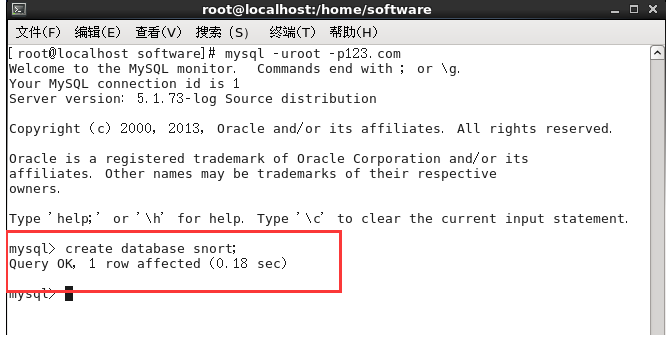 root@localhost:/home/software
文件(F) 编辑(E) 查看(V) 搜索 (S) 终端(T) 帮助(H)
[root@localhost software]# mysql -uroot -p123.com
Welcome to the MySQL monitor.  Commands end with ; or \g.
Your MySQL connection id is 1
Server version: 5.1.73-log Source distribution
Copyright (c) 2000, 2013, Oracle and/or its affiliates. All rights reserved.
Oracle is a registered trademark of Oracle Corporation and/or its
affiliates. Other names may be trademarks of their respective
owners.
Type 'help;' or '\h' for help. Type '\c' to clear the current input statement.
mysql> create database snort;
Query OK, 1 row affected (0.18 sec)
mysql>